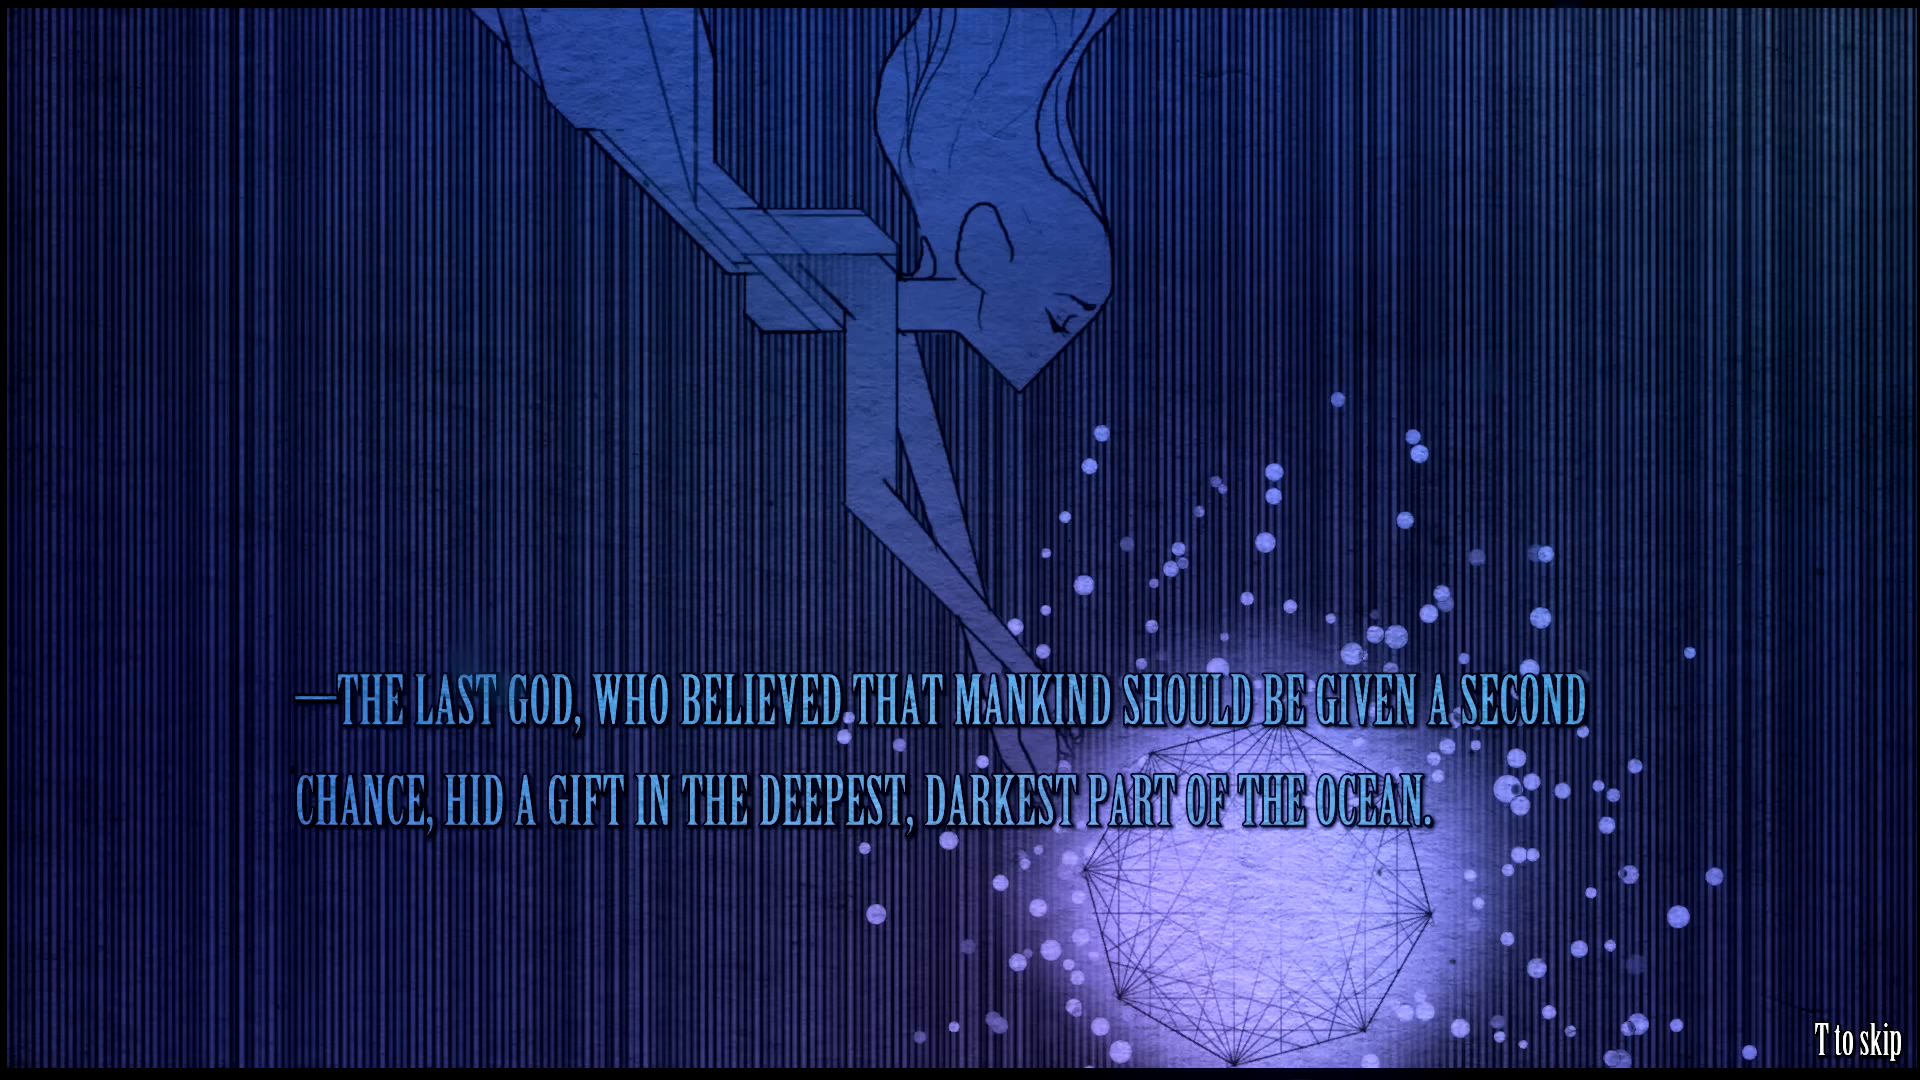 —THE LAST GOD, WHO BELIEVED THAT MANKIND SHOULD BE GIVEN A SECOND
CHANCE, HID A GIFT IN THE DEEPEST, DARKEST PART OF THE OCEAN.
T to skip